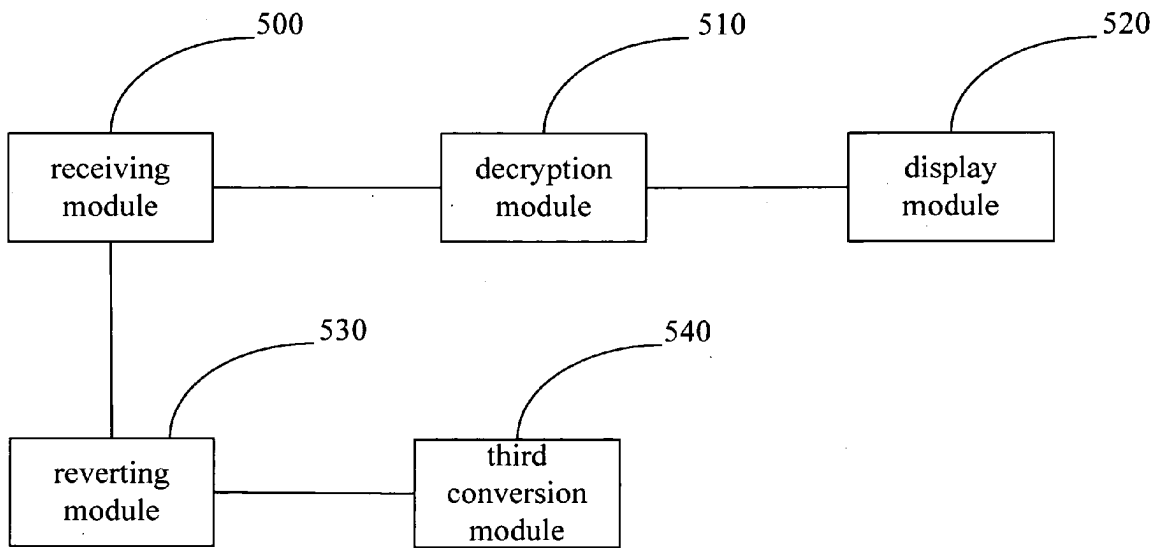 500
510
520
receiving
module
decryption
module
display
module
530
540
reverting
module
third
conversion
module